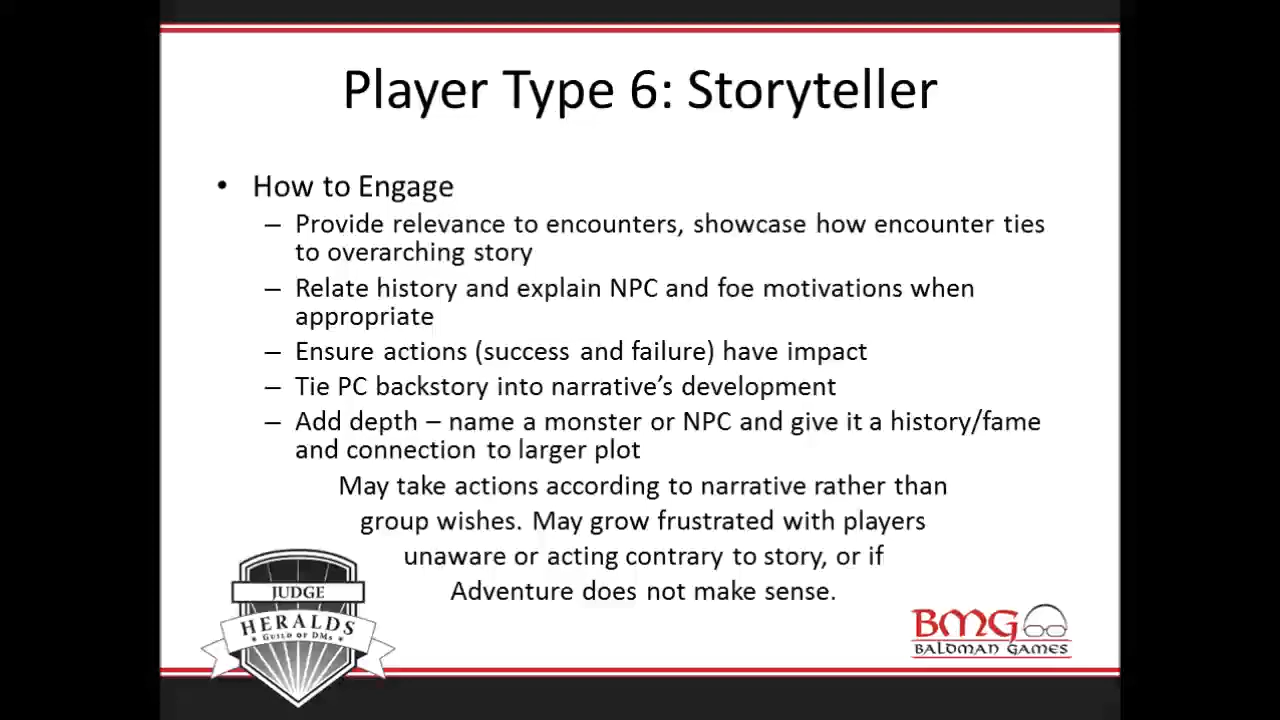 Player Type 6: Storyteller
• How to Engage
– Provide relevance to encounters, showcase how encounter ties
to overarching story
– Relate history and explain NPC and foe motivations when
appropriate
– Ensure actions (success and failure) have impact
– Tie PC backstory into narrative’s development
– Add depth – name a monster or NPC and give it a history/fame
and connection to larger plot
May take actions according to narrative rather than
group wishes. May grow frustrated with players
unaware or acting contrary to story, or if
Adventure does not make sense.
JUDGE
HERALDS
GUILD OF DMs
BMG
BALDMAN GAMES